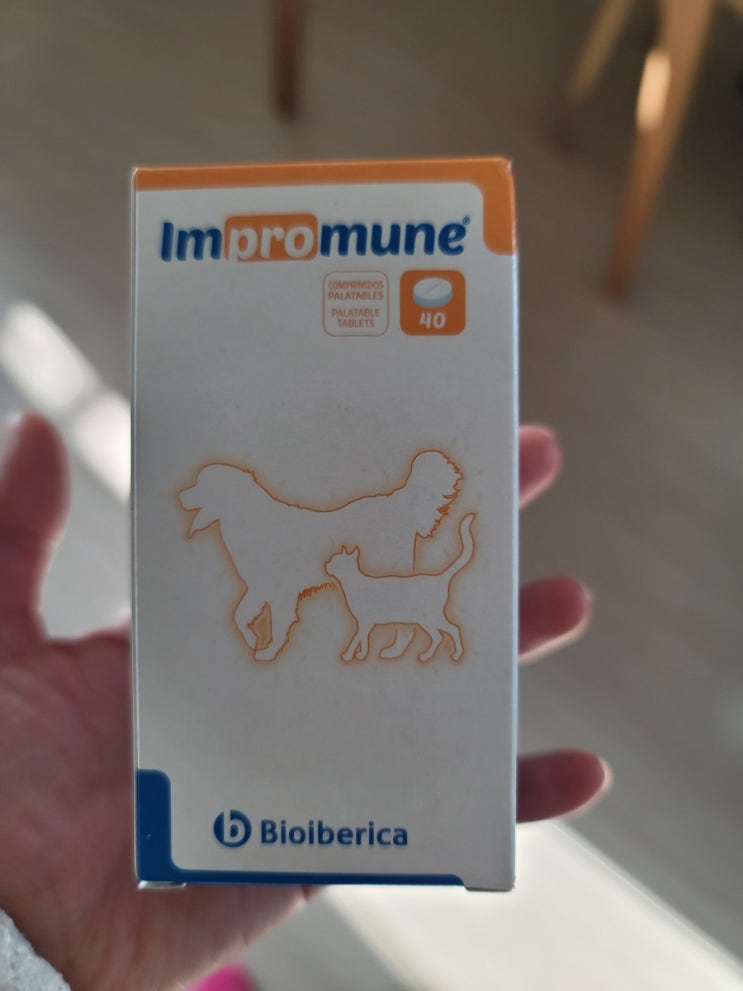 Impromune®
COMPRIMIDOS
PALATABLES
PALATABLE
TABLETS
40
Bioiberica